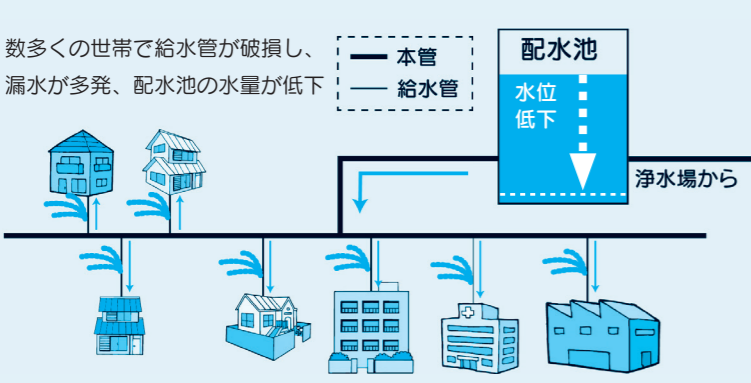 数多くの世帯で給水管が破損し、
漏水が多発、配水池の水量が低下
本管
給水管
配水池
水位
低下
浄水場から